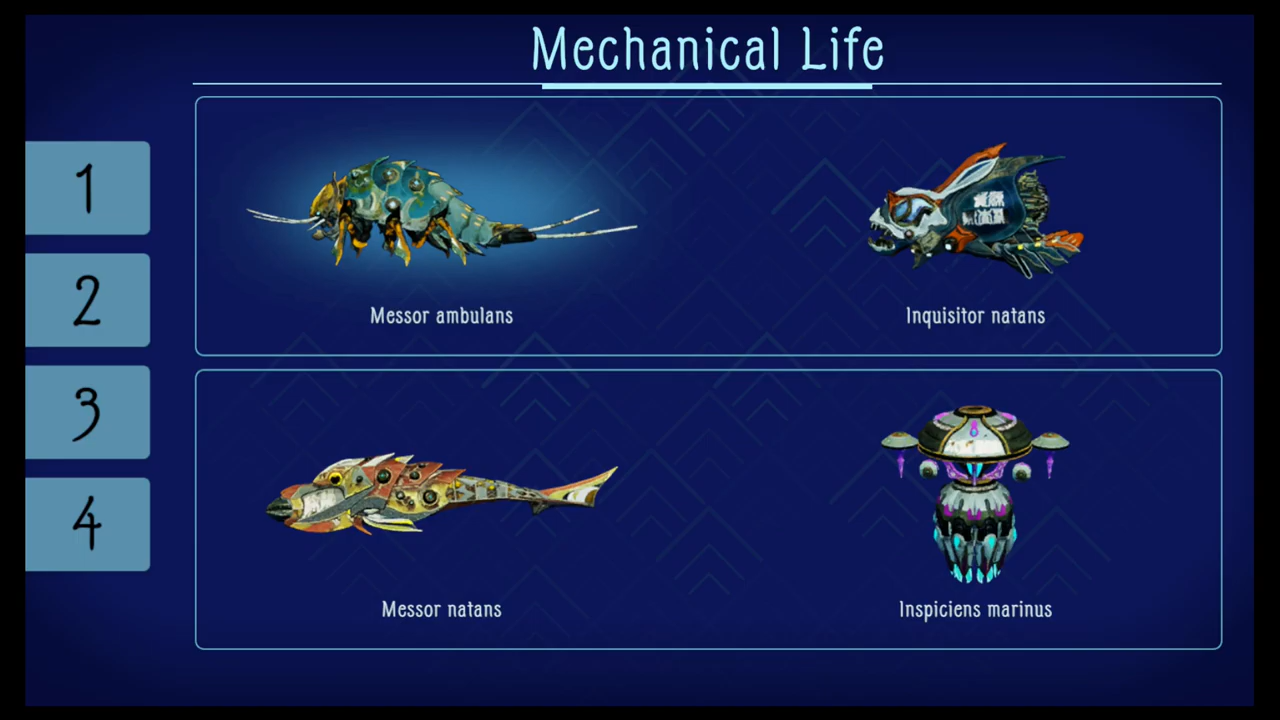 Mechanical Life
1
2
3
4
Messor ambulans
Inquisitor natans
Messor natans
Inspiciens marinus